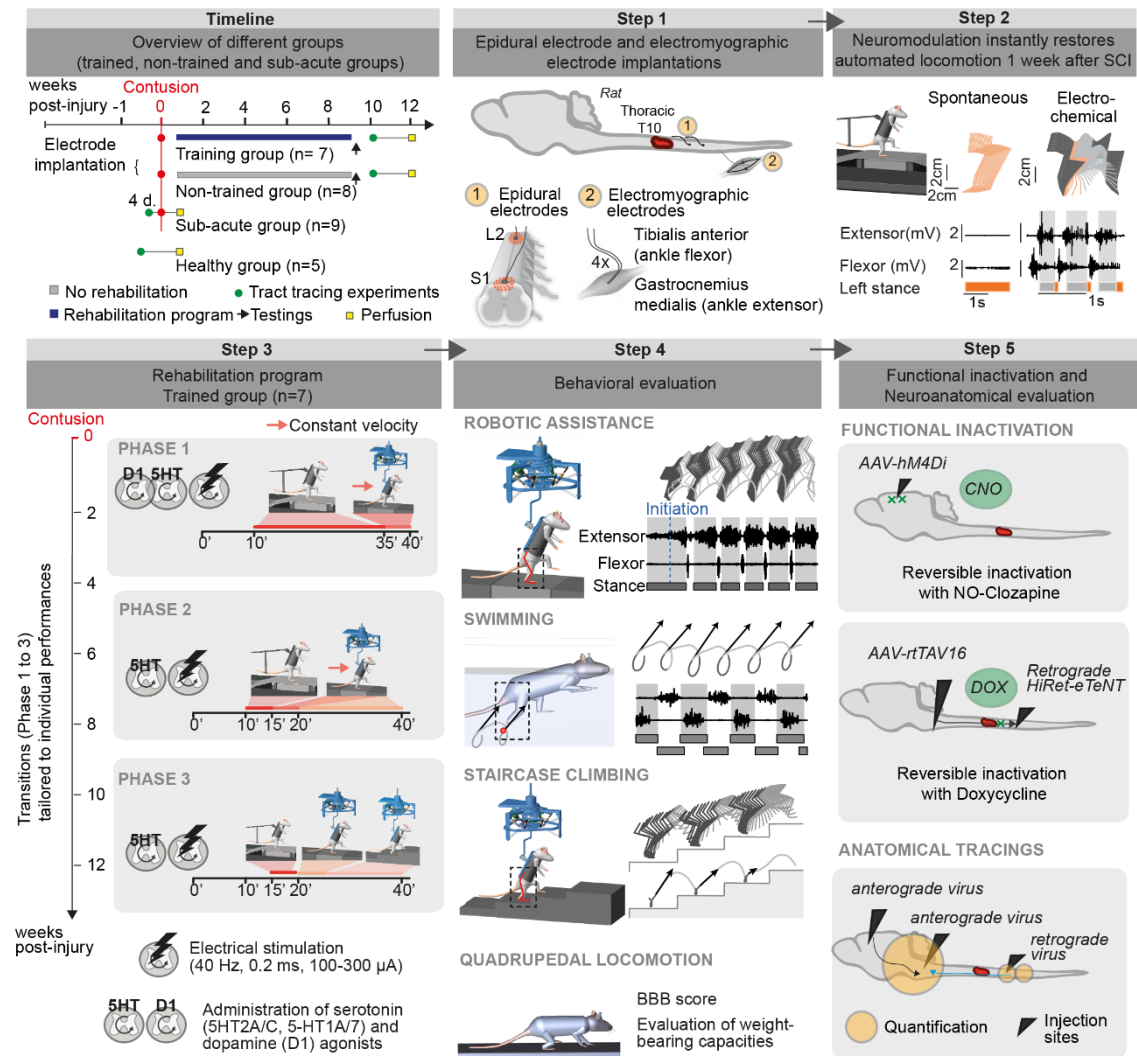 Timeline
Overview of different groups
(trained, non-trained and sub-acute groups)
weeks
post-injury
Contusion
-1 0 2 4 6 8 10 12
Electrode
implantation {
Training group (n= 7)
Non-trained group (n=8)
4 d.
Sub-acute group (n=9)
Healthy group (n=5)
No rehabilitation
Tract tracing experiments
Rehabilitation program
Testings
Perfusion
Step 1
Epidural electrode and electromyographic
electrode implantations
Rat
Thoracic
T10
1
2
1 Epidural
electrodes
L2
S1
2 Electromyographic
electrodes
4x
Tibialis anterior
(ankle flexor)
Gastrocnemius
medialis (ankle extensor)
Step 2
Neuromodulation instantly restores
automated locomotion 1 week after SCI
Spontaneous
Electro-
chemical
2cm
2cm
2cm
Extensor(mV) 2
Flexor (mV) 2
Left stance
1s
1s
Step 3
Rehabilitation program
Trained group (n=7)
Contusion
0
2
4
6
8
10
12
Transitions (Phase 1 to 3)
tailored to individual performances
weeks
post-injury
Constant velocity
PHASE 1
D1 5HT
0' 10' 35' 40'
PHASE 2
5HT
0' 15' 20' 40'
PHASE 3
5HT
0' 10' 15' 20' 40'
Electrical stimulation
(40 Hz, 0.2 ms, 100-300 µA)
5HT D1
Administration of serotonin
(5HT2A/C, 5-HT1A/7) and
dopamine (D1) agonists
Step 4
Behavioral evaluation
ROBOTIC ASSISTANCE
Initiation
Extensor
Flexor
Stance
SWIMMING
STAIRCASE CLIMBING
QUADRUPEDAL LOCOMOTION
BBB score
Evaluation of weight-
bearing capacities
Step 5
Functional inactivation and
Neuroanatomical evaluation
FUNCTIONAL INACTIVATION
AAV-hM4Di
CNO
Reversible inactivation
with NO-Clozapine
AAV-rtTAV16
DOX
Retrograde
HiRet-eTeNT
Reversible inactivation
with Doxycycline
ANATOMICAL TRACINGS
anterograde virus
anterograde virus
retrograde
virus
Quantification
Injection
sites